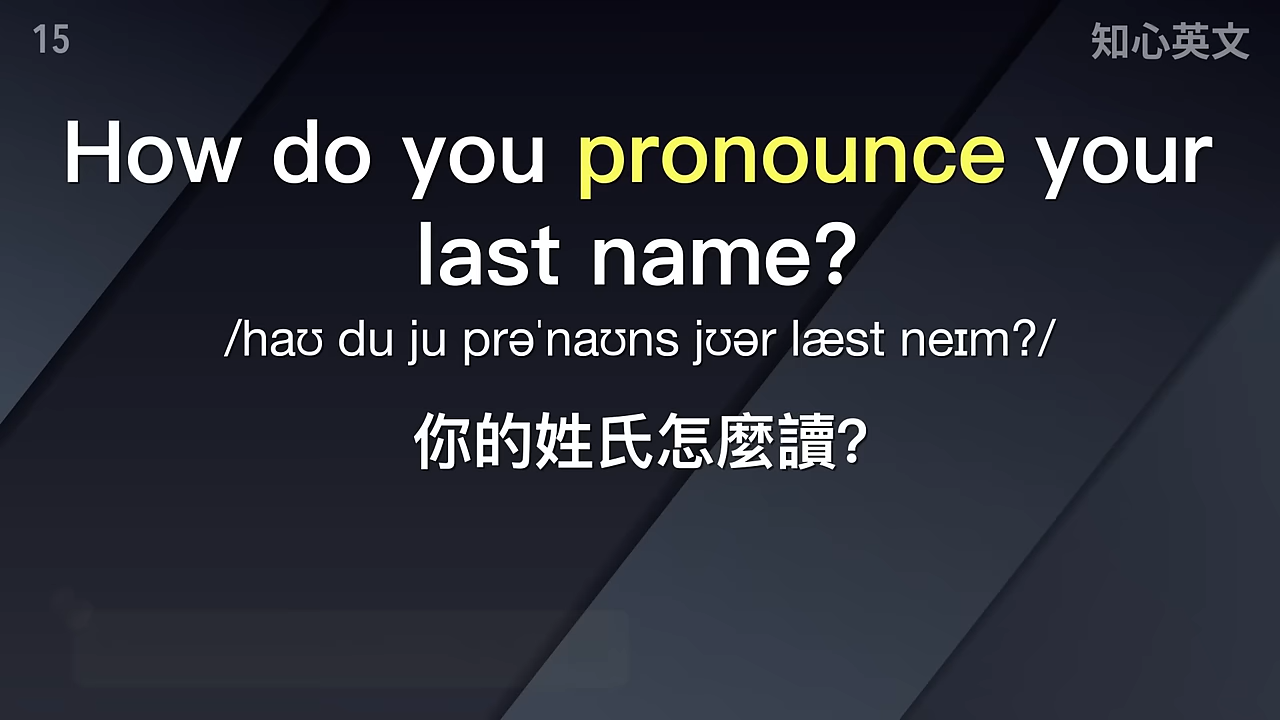 15
知心英文
How do you pronounce your
last name?
/haʊ du ju prəˈnaʊns jʊər læst neɪm?/
你的姓氏怎麼讀?